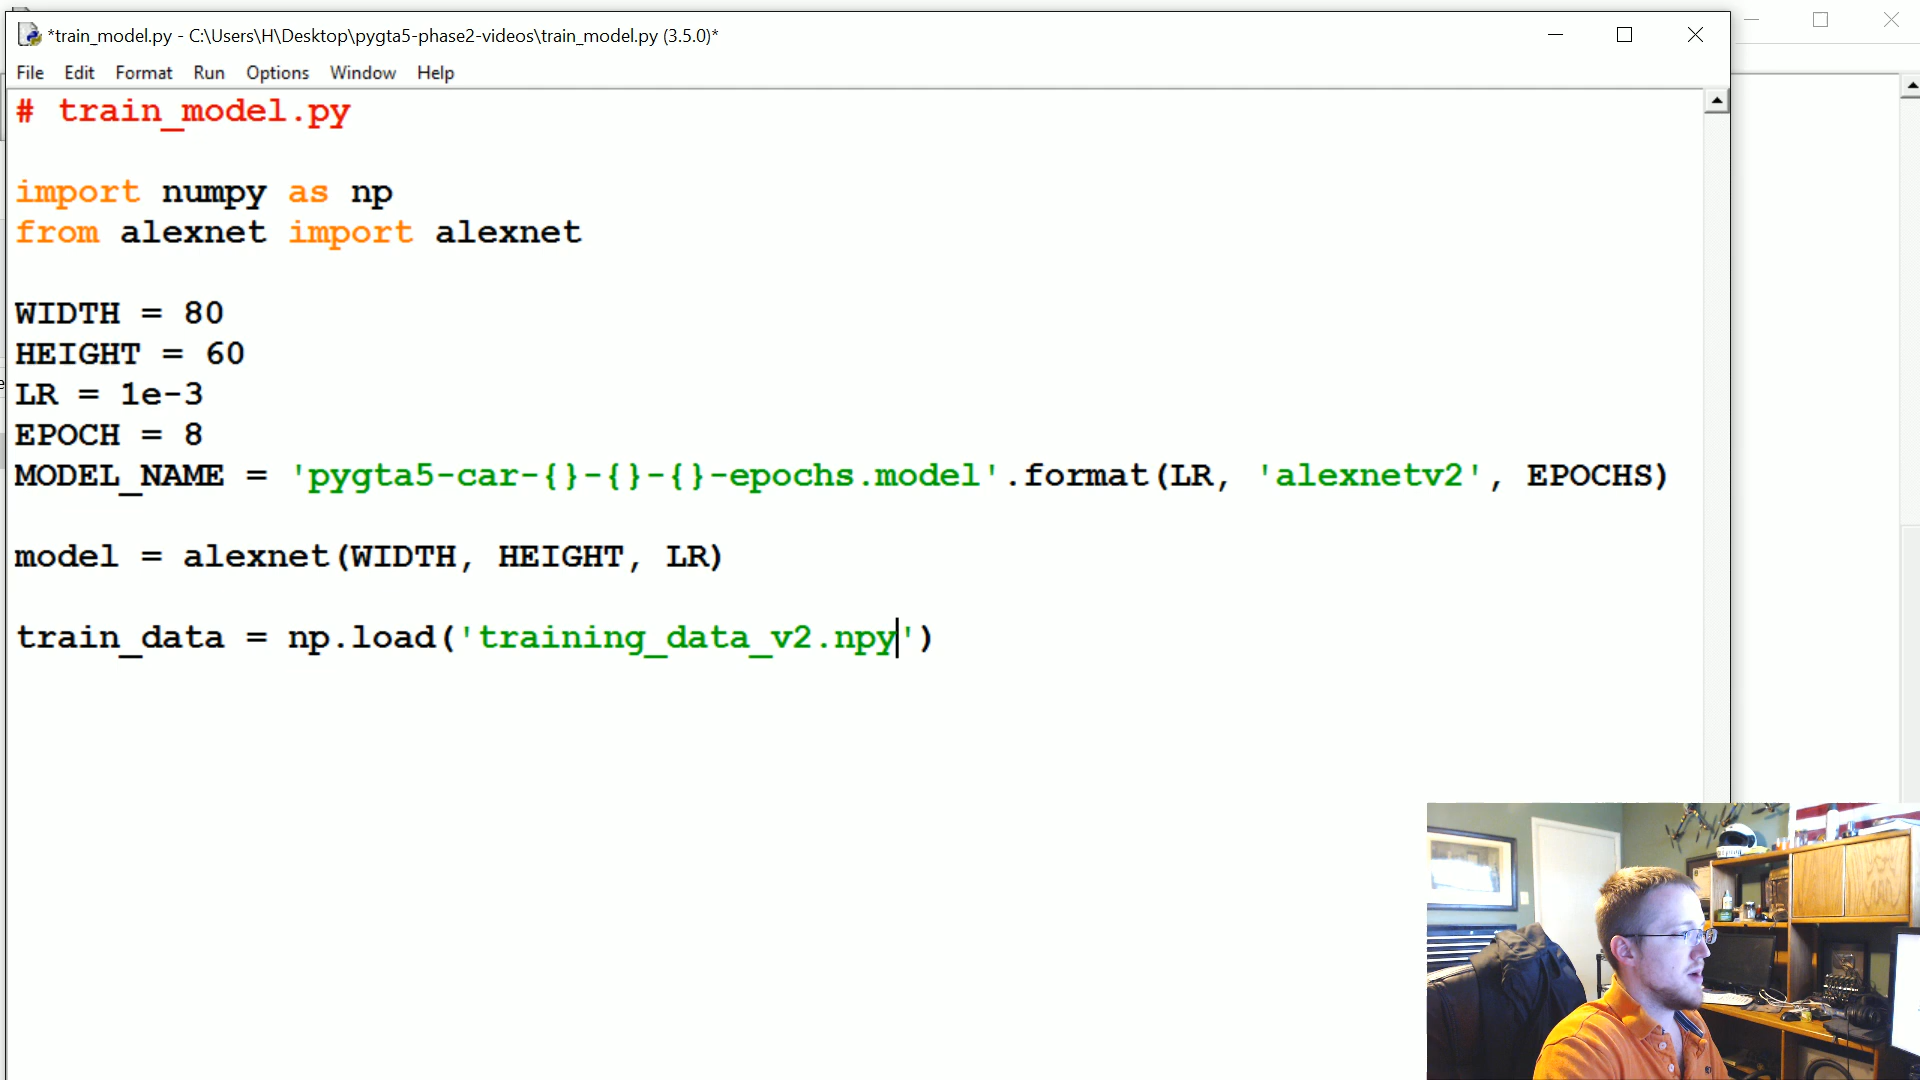 *train_model.py - C:\Users\H\Desktop\pygta5-phase2-videos\train_model.py (3.5.0)*
File Edit Format Run Options Window Help
# train_model.py
import numpy as np
from alexnet import alexnet
WIDTH = 80
HEIGHT = 60
LR = 1e-3
EPOCH = 8
MODEL_NAME = 'pygta5-car-{}-{}-{}-epochs.model'.format(LR, 'alexnetv2', EPOCHS)
model = alexnet(WIDTH, HEIGHT, LR)
train_data = np.load('training_data_v2.npy')